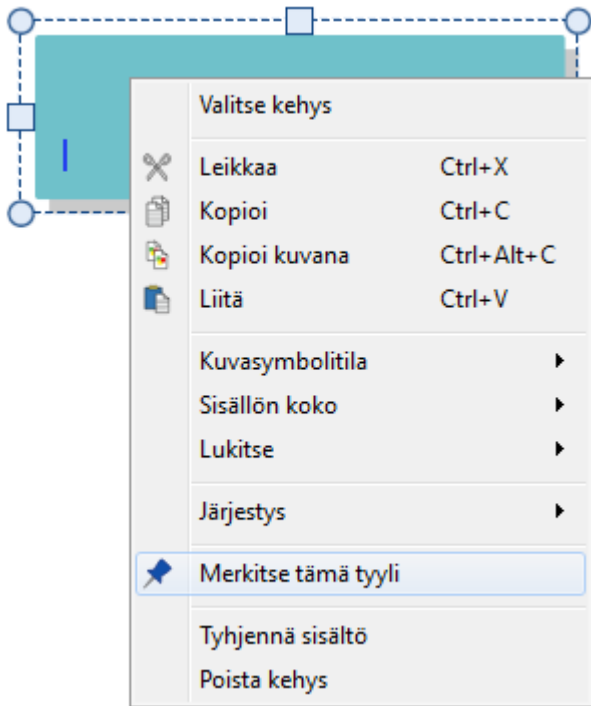 Valitse kehys
Leikkaa Ctrl+X
Kopioi Ctrl+C
Kopioi kuvana Ctrl+Alt+C
Liitä Ctrl+V
Kuvasymbolitila
Sisällön koko
Lukitse
Järjestys
Merkitse tämä tyyli
Tyhjennä sisältö
Poista kehys